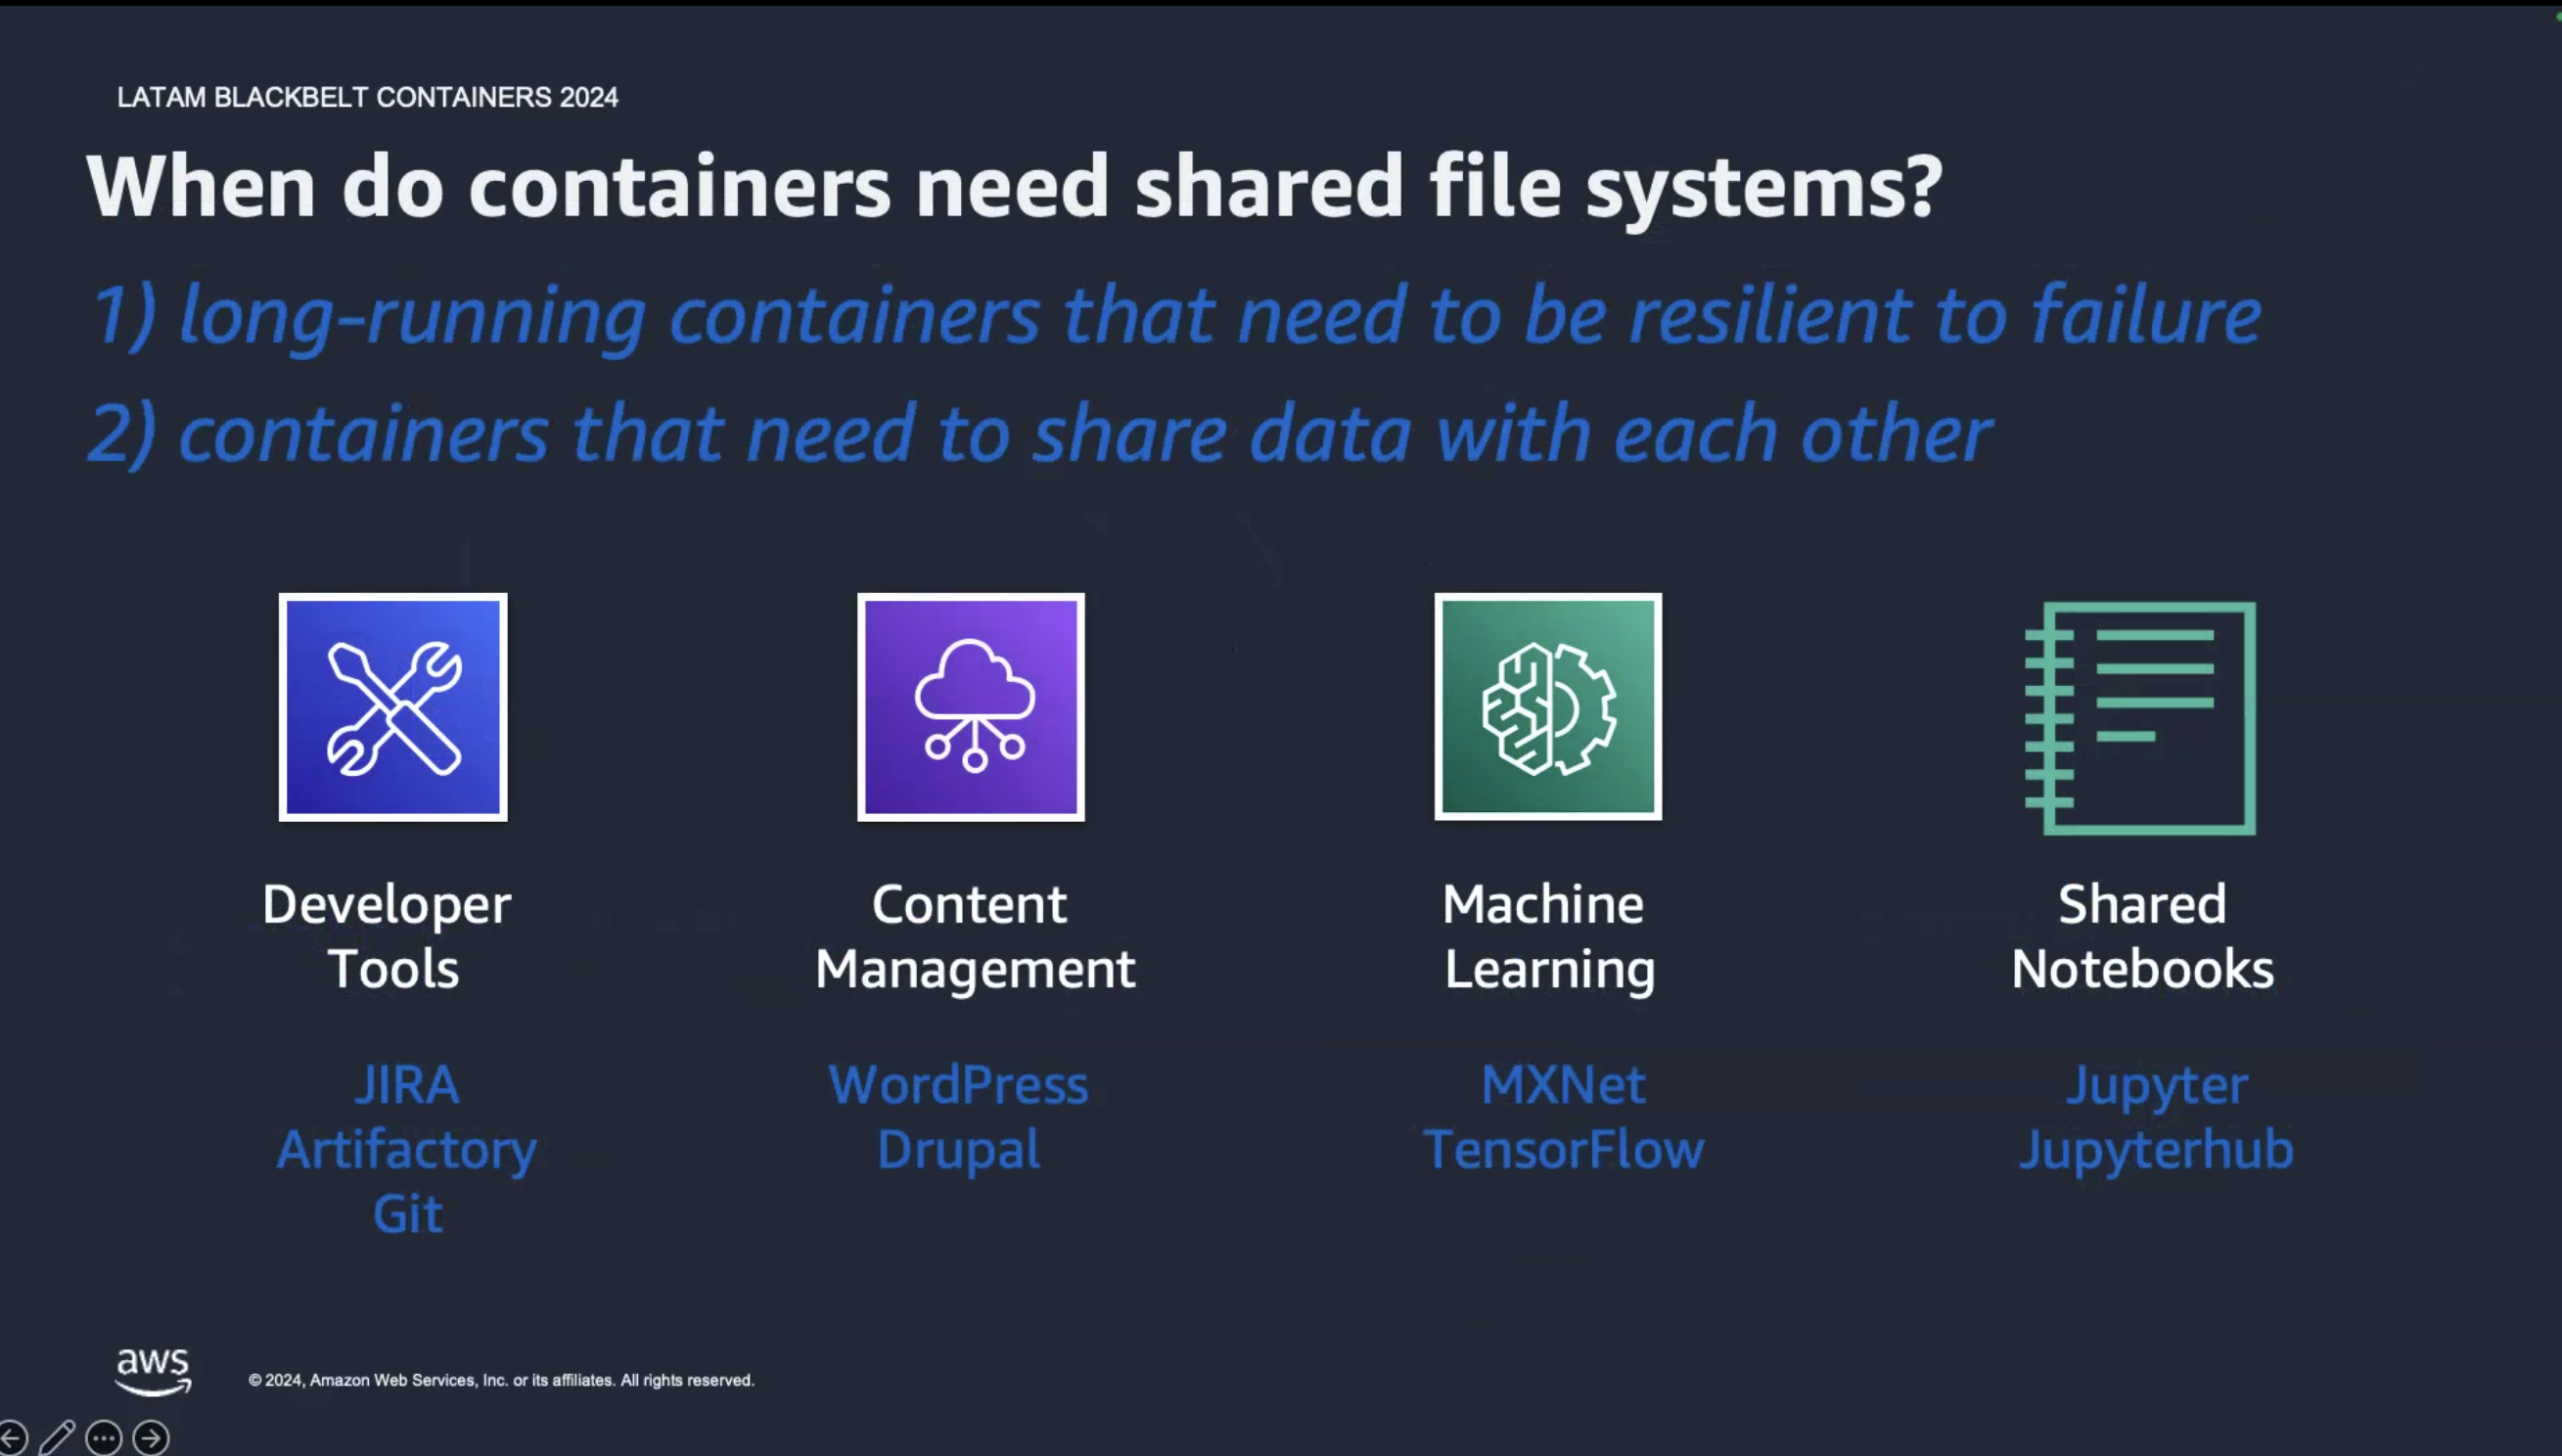 LATAM BLACKBELT CONTAINERS 2024
When do containers need shared file systems?
1) long-running containers that need to be resilient to failure
2) containers that need to share data with each other
Developer
Tools
JIRA
Artifactory
Git
Content
Management
WordPress
Drupal
Machine
Learning
MXNet
TensorFlow
Shared
Notebooks
Jupyter
Jupyterhub
aws
© 2024, Amazon Web Services, Inc. or its affiliates. All rights reserved.